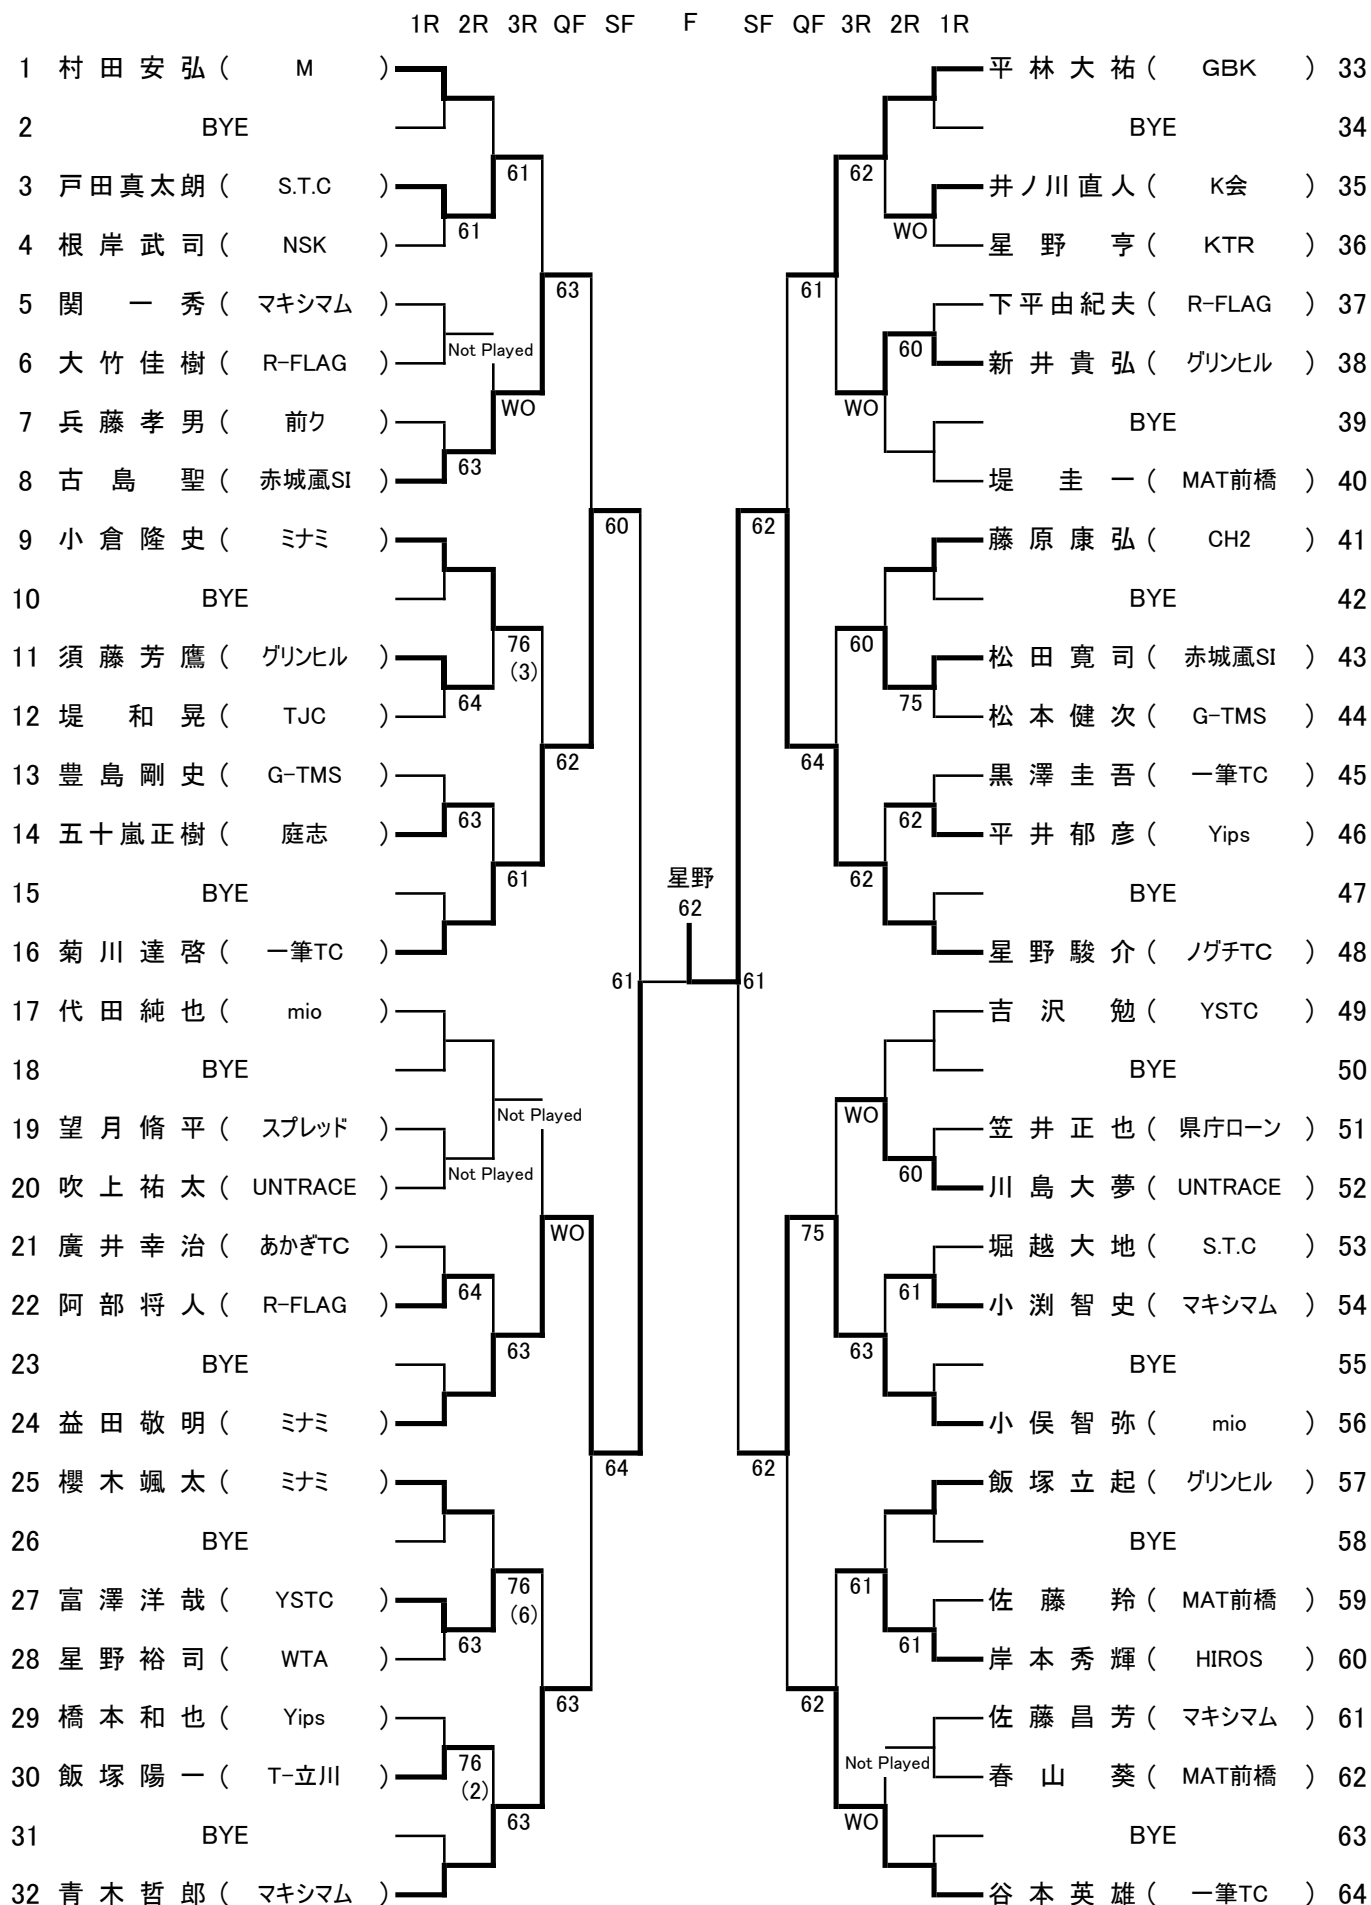 1R 2R 3R QF SF F SF QF 3R 2R 1R
1 村田安弘 ( M ) 平林大祐 ( GBK ) 33
2 BYE BYE 34
61 62
3 戸田真太朗 ( S.T.C ) 井ノ川直人 ( K会 ) 35
61 WO
4 根岸武司 ( NSK ) 星野亨 ( KTR ) 36
63 61
5 関一秀 ( マキシマム ) 下平由紀夫 ( R-FLAG ) 37
Not Played 60
6 大竹佳樹 ( R-FLAG ) 新井貴弘 ( グリンヒル ) 38
WO WO
7 兵藤孝男 ( 前ク ) BYE 39
63
8 古島聖 ( 赤城颪SI ) 堤圭一 ( MAT前橋 ) 40
60 62
9 小倉隆史 ( ミナミ ) 藤原康弘 ( CH2 ) 41
10 BYE BYE 42
76 60
11 須藤芳鷹 ( グリンヒル ) (3) 松田寛司 ( 赤城颪SI ) 43
64 75
12 堤和晃 ( TJC ) 松本健次 ( G-TMS ) 44
62 64
13 豊島剛史 ( G-TMS ) 黒澤圭吾 ( 一筆TC ) 45
63 62
14 五十嵐正樹 ( 庭志 ) 平井郁彦 ( Yips ) 46
61 星野 62
15 BYE BYE 47
62
16 菊川達啓 ( 一筆TC ) 星野駿介 ( ノグチTC ) 48
61 61
17 代田純也 ( mio ) 吉沢勉 ( YSTC ) 49
18 BYE BYE 50
Not Played WO
19 望月脩平 ( スプレッド ) 笠井正也 ( 県庁ローン ) 51
Not Played 60
20 吹上祐太 ( UNTRACE ) 川島大夢 ( UNTRACE ) 52
WO 75
21 廣井幸治 ( あかぎTC ) 堀越大地 ( S.T.C ) 53
64 61
22 阿部将人 ( R-FLAG ) 小渕智史 ( マキシマム ) 54
63 63
23 BYE BYE 55
24 益田敬明 ( ミナミ ) 小俣智弥 ( mio ) 56
64 62
25 櫻木颯太 ( ミナミ ) 飯塚立起 ( グリンヒル ) 57
26 BYE BYE 58
76 61
27 富澤洋哉 ( YSTC ) (6) 佐藤羚 ( MAT前橋 ) 59
63 61
28 星野裕司 ( WTA ) 岸本秀輝 ( HIROS ) 60
63 62
29 橋本和也 ( Yips ) 佐藤昌芳 ( マキシマム ) 61
76 Not Played
30 飯塚陽一 ( T-立川 ) (2) 春山葵 ( MAT前橋 ) 62
63 WO
31 BYE BYE 63
32 青木哲郎 ( マキシマム ) 谷本英雄 ( 一筆TC ) 64